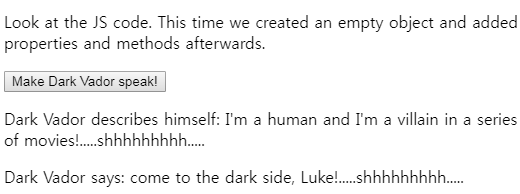 Look at the JS code. This time we created an empty object and added
properties and methods afterwards.
Make Dark Vador speak!
Dark Vador describes himself: I'm a human and I'm a villain in a series
of movies!.....shhhhhhhhh.....
Dark Vador says: come to the dark side, Luke!.....shhhhhhhhh.....